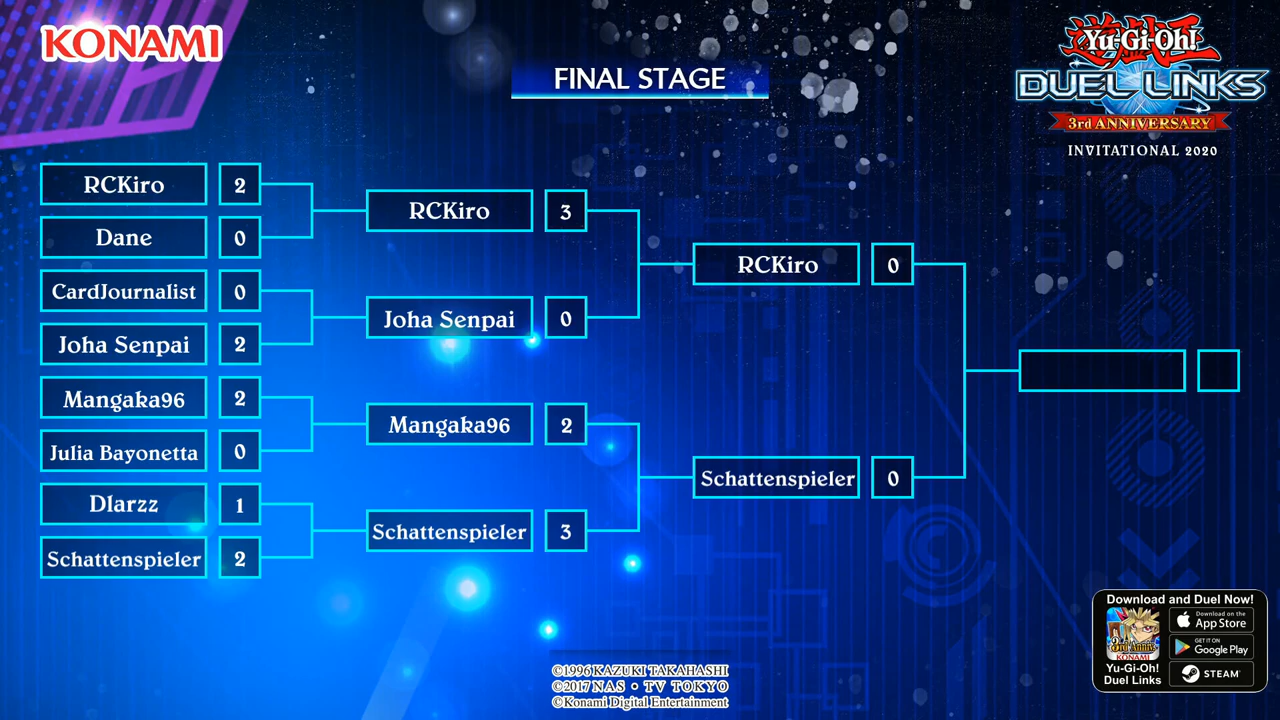 KONAMI
FINAL STAGE
Yu-Gi-Oh!
DUEL LINKS
3rd ANNIVERSARY
INVITATIONAL 2020
RCKiro 2
Dane 0
CardJournalist 0
Joha Senpai 2
Mangaka96 2
Julia Bayonetta 0
Dlarzz 1
Schattenspieler 2
RCKiro 3
Joha Senpai 0
Mangaka96 2
Schattenspieler 3
RCKiro 0
Schattenspieler 0
Download and Duel Now!
3rd Anniv.
KONAMI
Yu-Gi-Oh!
Duel Links
Download on the
App Store
GET IT ON
Google Play
STEAM
©1996 KAZUKI TAKAHASHI
©2017 NAS • TV TOKYO
©Konami Digital Entertainment